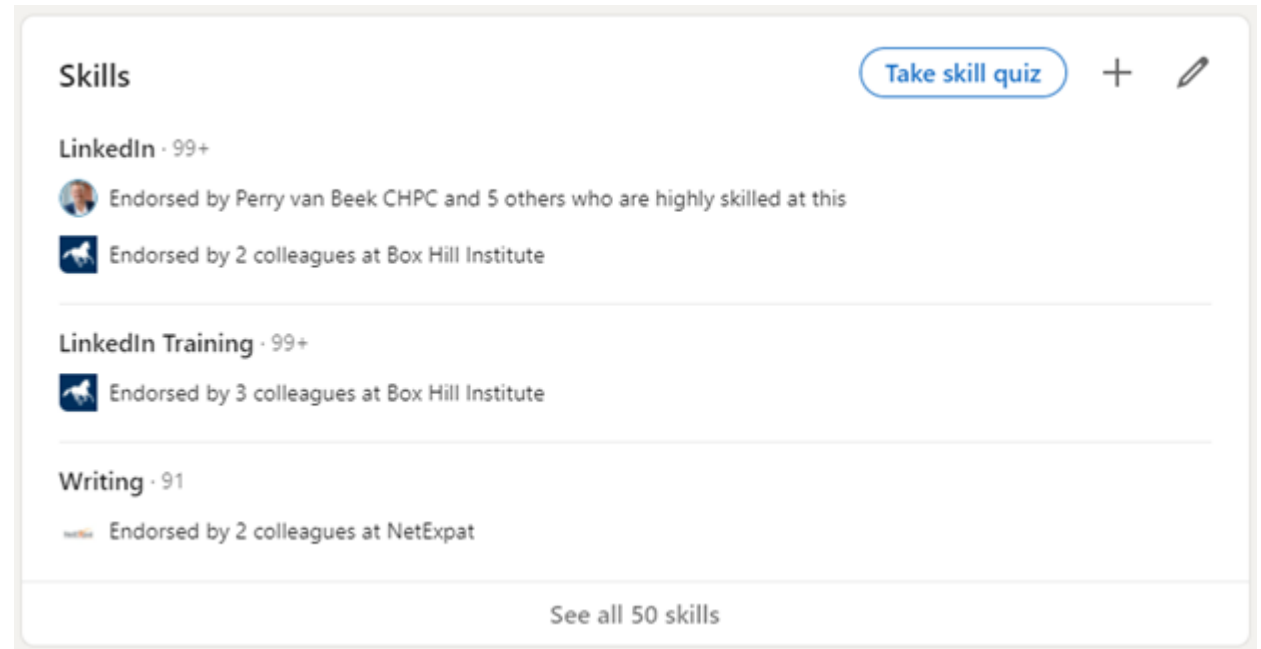 Skills
Take skill quiz
LinkedIn · 99+
Endorsed by Perry van Beek CHPC and 5 others who are highly skilled at this
Endorsed by 2 colleagues at Box Hill Institute
LinkedIn Training · 99+
Endorsed by 3 colleagues at Box Hill Institute
Writing · 91
Endorsed by 2 colleagues at NetExpat
See all 50 skills